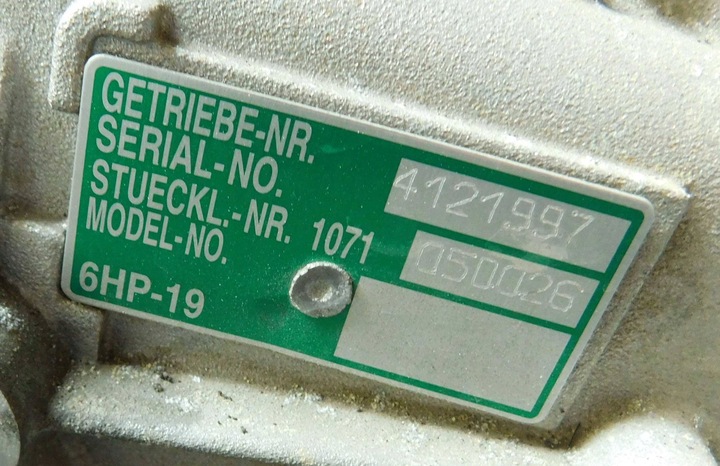 GETRIEBE-NR.
SERIAL-NO. 4121997
STUECKL.-NR. 1071 050026
MODEL-NO.
6HP-19